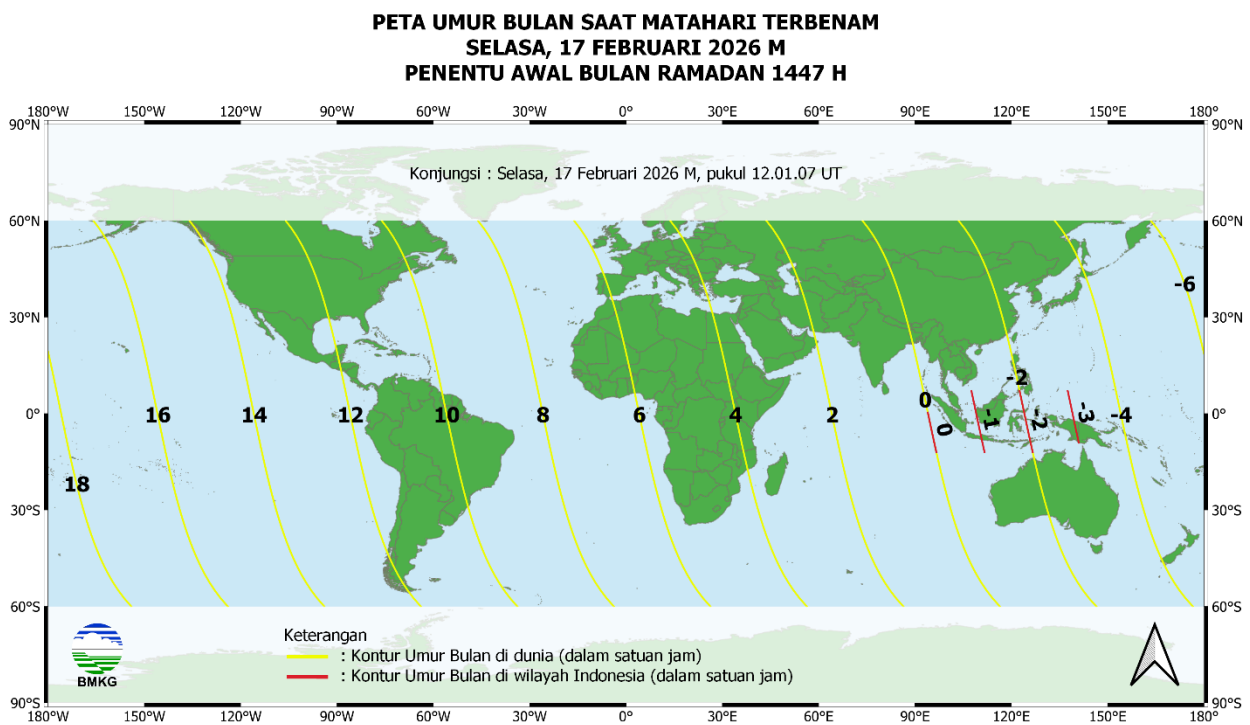 PETA UMUR BULAN SAAT MATAHARI TERBENAM
SELASA, 17 FEBRUARI 2026 M
PENENTU AWAL BULAN RAMADAN 1447 H
180°W 150°W 120°W 90°W 60°W 30°W 0° 30°E 60°E 90°E 120°E 150°E 180°
90°N 90°N
Konjungsi : Selasa, 17 Februari 2026 M, pukul 12.01.07 UT
60°N 60°N
-6
30°N 30°N
-2
0
0° 16 14 12 10 8 6 4 2 0 -1 -2 -3 -4 0°
18
30°S 30°S
60°S 60°S
Keterangan
: Kontur Umur Bulan di dunia (dalam satuan jam)
: Kontur Umur Bulan di wilayah Indonesia (dalam satuan jam)
BMKG
90°S 90°S
180°W 150°W 120°W 90°W 60°W 30°W 0° 30°E 60°E 90°E 120°E 150°E 180°